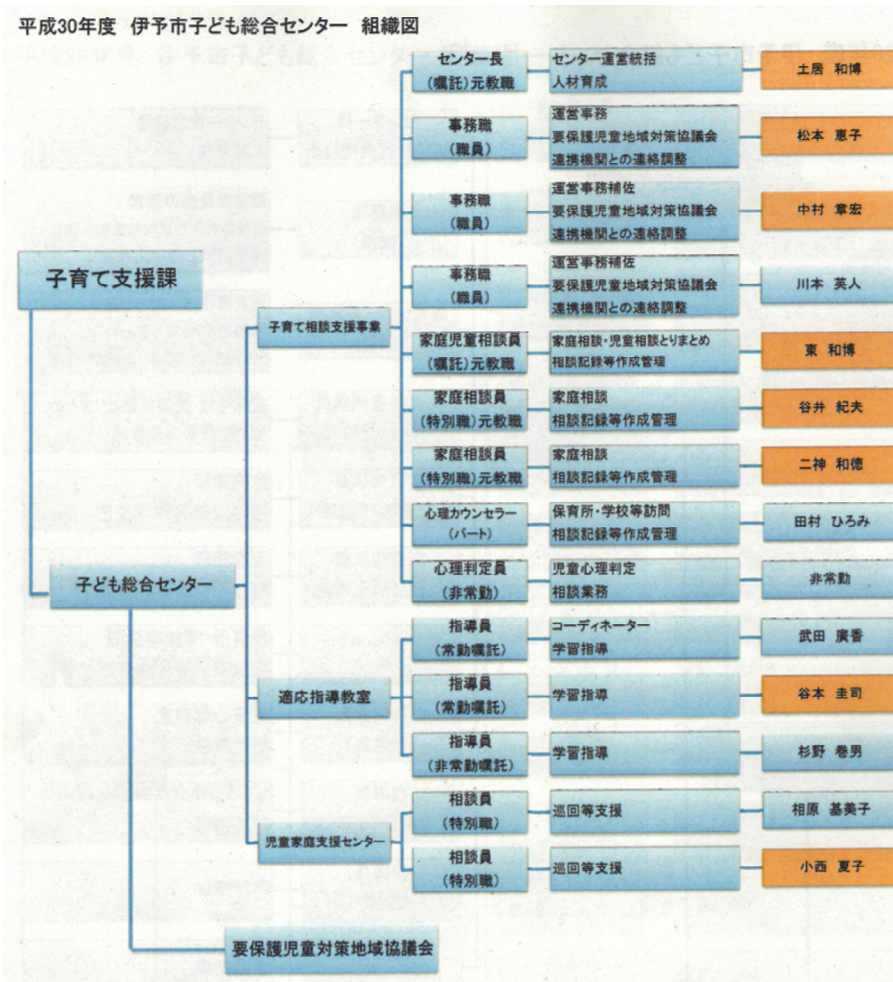 平成30年度 伊予市子ども総合センター 組織図
子育て支援課
子ども総合センター
子育て相談支援事業
センター長
(嘱託)元教職
センター運営統括
人材育成
土居 和博
事務職
(職員)
運営事務
要保護児童地域対策協議会
連携機関との連絡調整
松本 恵子
事務職
(職員)
運営事務補佐
要保護児童地域対策協議会
連携機関との連絡調整
中村 章宏
事務職
(職員)
運営事務補佐
要保護児童地域対策協議会
連携機関との連絡調整
川本 英人
家庭児童相談員
(嘱託)元教職
家庭相談・児童相談とりまとめ
相談記録等作成管理
東 和博
家庭相談員
(特別職)元教職
家庭相談
相談記録等作成管理
谷井 紀夫
家庭相談員
(特別職)元教職
家庭相談
相談記録等作成管理
二神 和徳
心理カウンセラー
(パート)
保育所・学校等訪問
相談記録等作成管理
田村 ひろみ
心理判定員
(非常勤)
児童心理判定
相談業務
非常勤
適応指導教室
指導員
(常勤嘱託)
コーディネーター
学習指導
武田 廣香
指導員
(常勤嘱託)
学習指導
谷本 圭司
指導員
(非常勤嘱託)
学習指導
杉野 巻男
児童家庭支援センター
相談員
(特別職)
巡回等支援
相原 基美子
相談員
(特別職)
巡回等支援
小西 夏子
要保護児童対策地域協議会